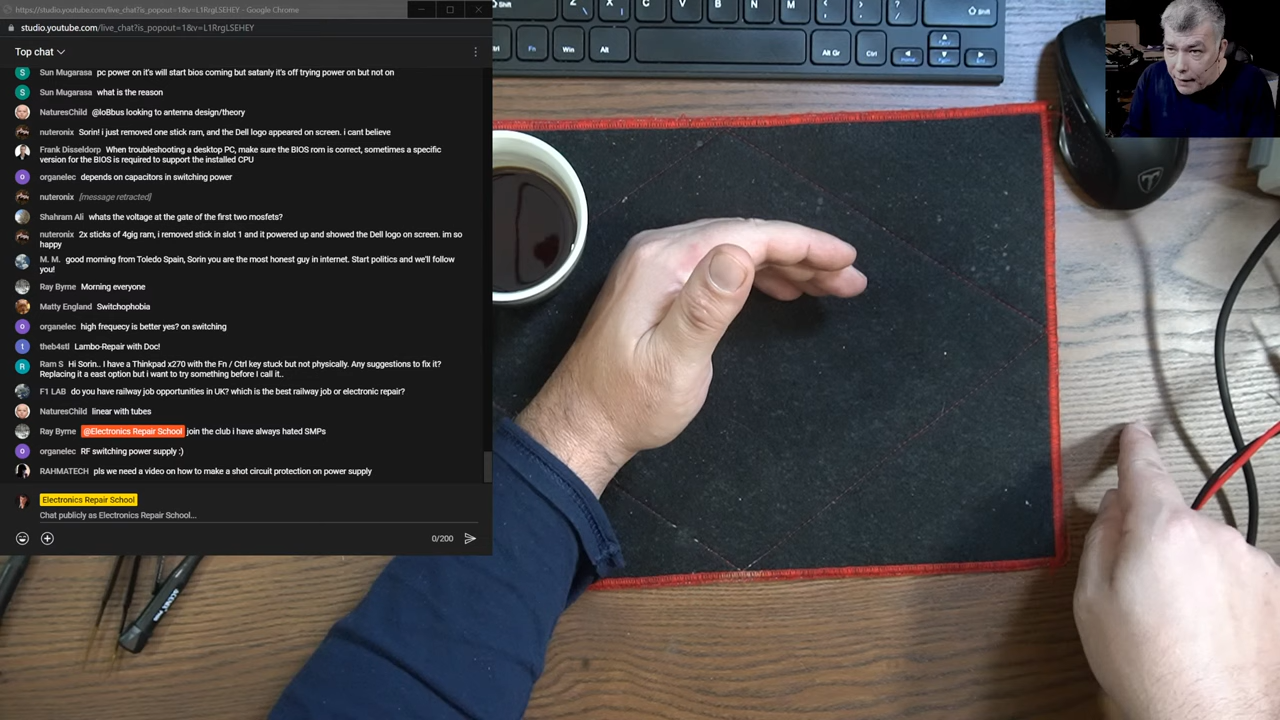 https://studio.youtube.com/live_chat?is_popout=1&v=L1RrgLSEHEY - Google Chrome
studio.youtube.com/live_chat?is_popout=1&v=L1RrgLSEHEY
Top chat
S Sun Mugarasa pc power on it's will start bios coming but satanly it's off trying power on but not on
S Sun Mugarasa what is the reason
NaturesChild @loBbus looking to antenna design/theory
nuteronix Sorin! i just removed one stick ram, and the Dell logo appeared on screen. i cant believe
Frank Disseldorp When troubleshooting a desktop PC, make sure the BIOS rom is correct, sometimes a specific
version for the BIOS is required to support the installed CPU
o organelec depends on capacitors in switching power
nuteronix [message retracted]
Shahram Ali whats the voltage at the gate of the first two mosfets?
nuteronix 2x sticks of 4gig ram, i removed stick in slot 1 and it powered up and showed the Dell logo on screen. im so
happy
M. M. good morning from Toledo Spain, Sorin you are the most honest guy in internet. Start politics and we'll follow
you!
Ray Byrne Morning everyone
Matty England Switchophobia
o organelec high frequecy is better yes? on switching
t theb4stl Lambo-Repair with Doc!
R Ram S Hi Sorin.. I have a Thinkpad x270 with the Fn / Ctrl key stuck but not physically. Any suggestions to fix it?
Replacing it a east option but i want to try something before I call it..
F1 LAB do you have railway job opportunities in UK? which is the best railway job or electronic repair?
NaturesChild linear with tubes
Ray Byrne @Electronics Repair School join the club i have always hated SMPs
o organelec RF switching power supply :)
RAHMATECH pls we need a video on how to make a shot circuit protection on power supply
Electronics Repair School
Chat publicly as Electronics Repair School...
0/200
Z X C V B N M
Shift
Fn Win Alt Alt Gr Ctrl